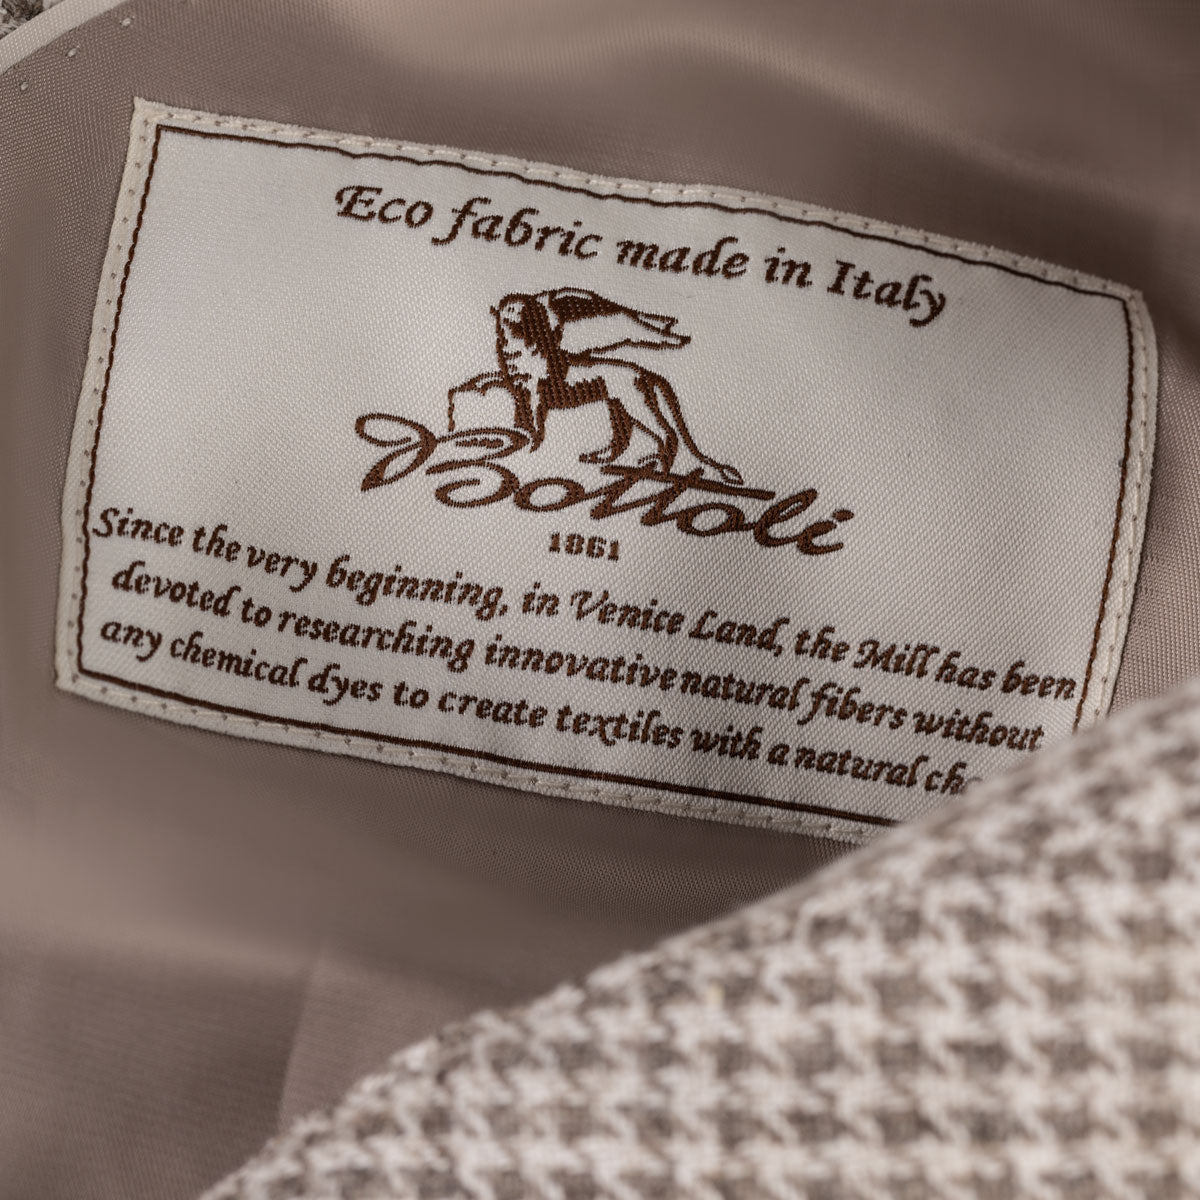 Eco fabric made in Italy
Bottoli
1861
Since the very beginning, in Venice Land, the Mill has been
devoted to researching innovative natural fibers without
any chemical dyes to create textiles with a natural